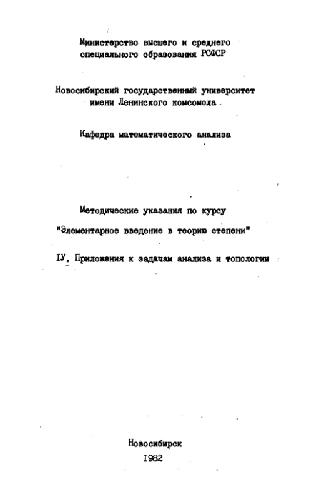 Министерство высшего и среднего
специального образования РСФСР
Новосибирский государственный университет
имени Ленинского комсомола
Кафедра математического анализа
Методические указания по курсу
"Элементарное введение в теорию степени"
IУ. Приложения к задачам анализа и топологии
Новосибирск
1982